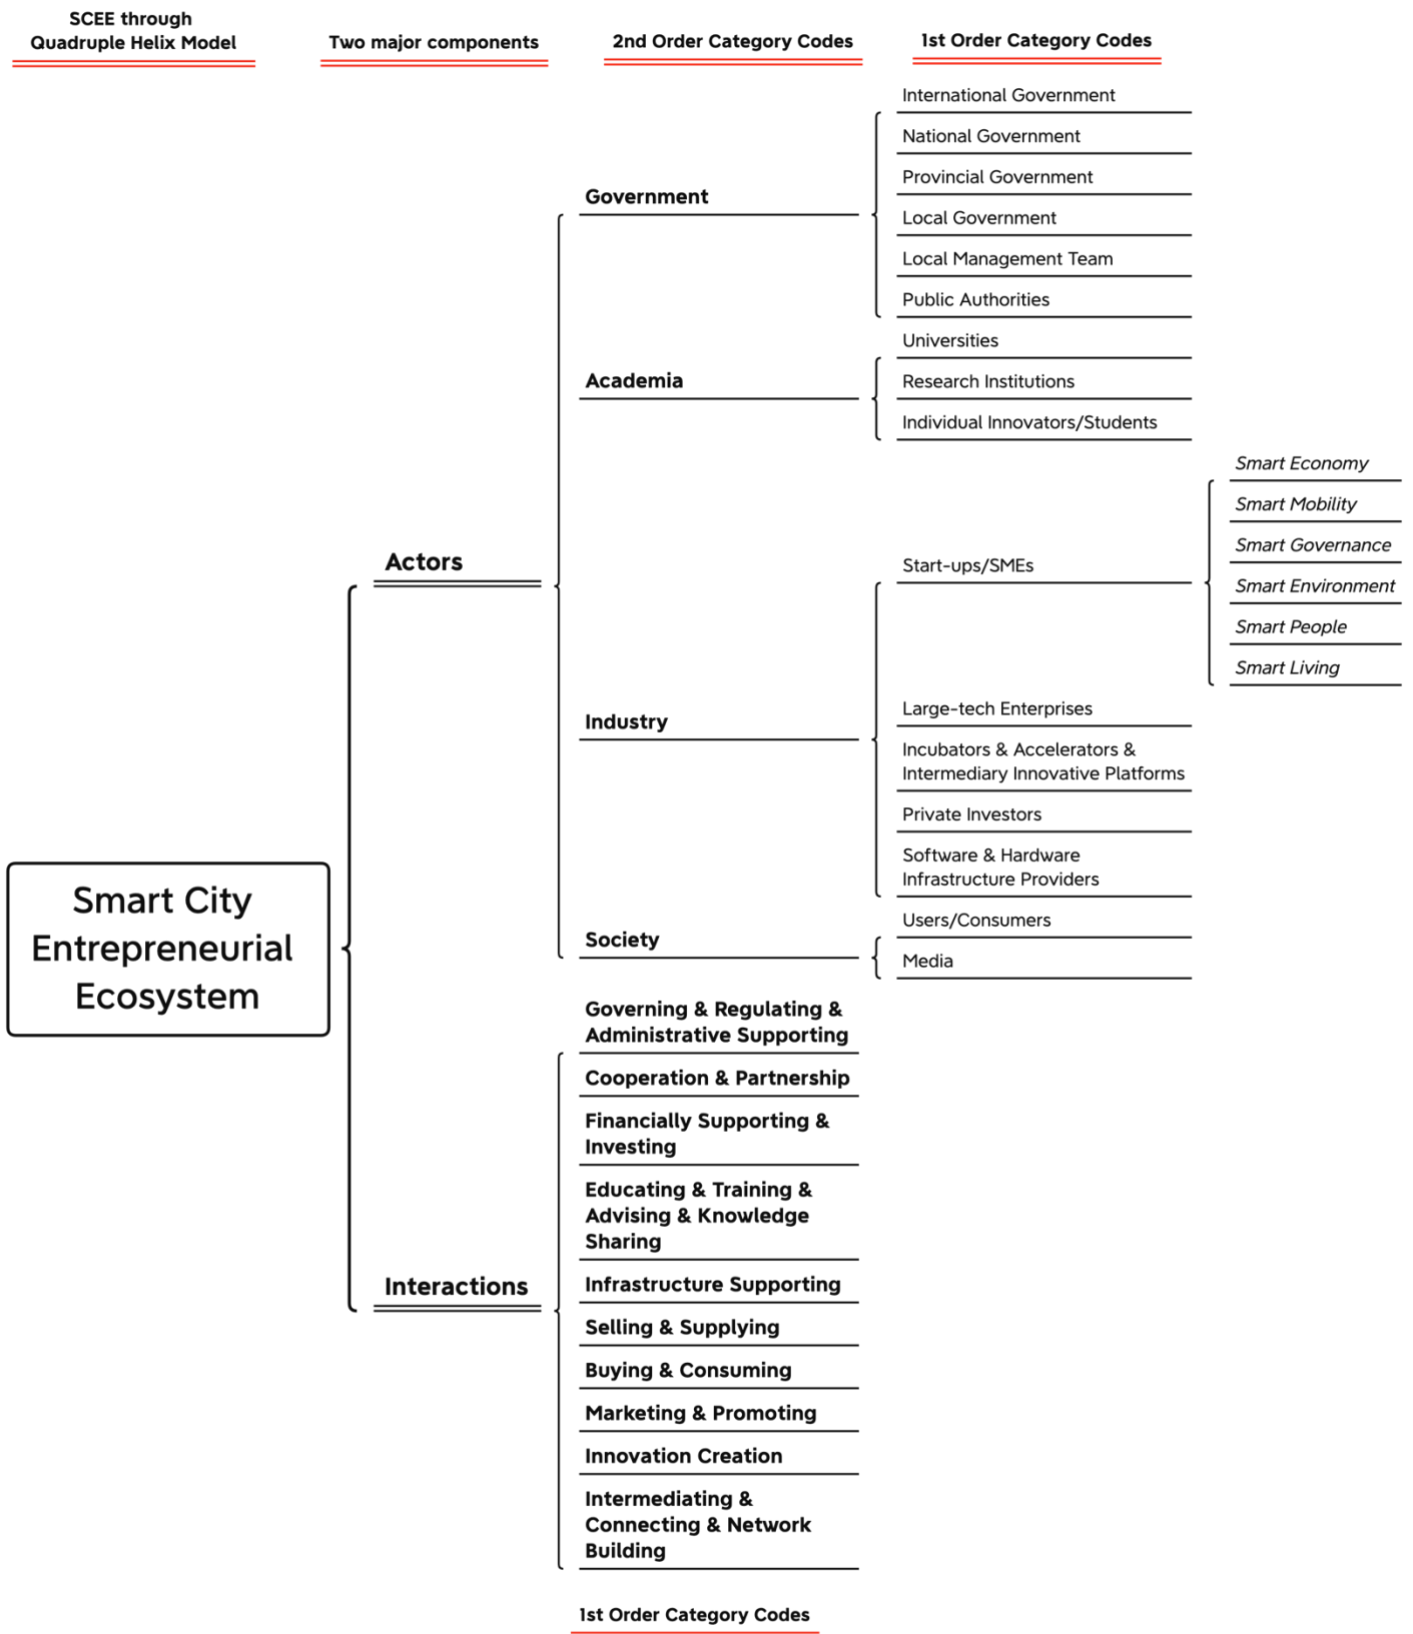 SCEE through
Quadruple Helix Model
Two major components
2nd Order Category Codes
1st Order Category Codes
International Government
National Government
Provincial Government
Government
Local Government
Local Management Team
Public Authorities
Universities
Academia
Research Institutions
Individual Innovators/Students
Smart Economy
Smart Mobility
Smart Governance
Actors
Start-ups/SMEs
Smart Environment
Smart People
Smart Living
Large-tech Enterprises
Industry
Incubators & Accelerators &
Intermediary Innovative Platforms
Private Investors
Software & Hardware
Infrastructure Providers
Smart City
Entrepreneurial
Ecosystem
Users/Consumers
Society
Media
Governing & Regulating &
Administrative Supporting
Cooperation & Partnership
Financially Supporting &
Investing
Educating & Training &
Advising & Knowledge
Sharing
Interactions
Infrastructure Supporting
Selling & Supplying
Buying & Consuming
Marketing & Promoting
Innovation Creation
Intermediating &
Connecting & Network
Building
1st Order Category Codes